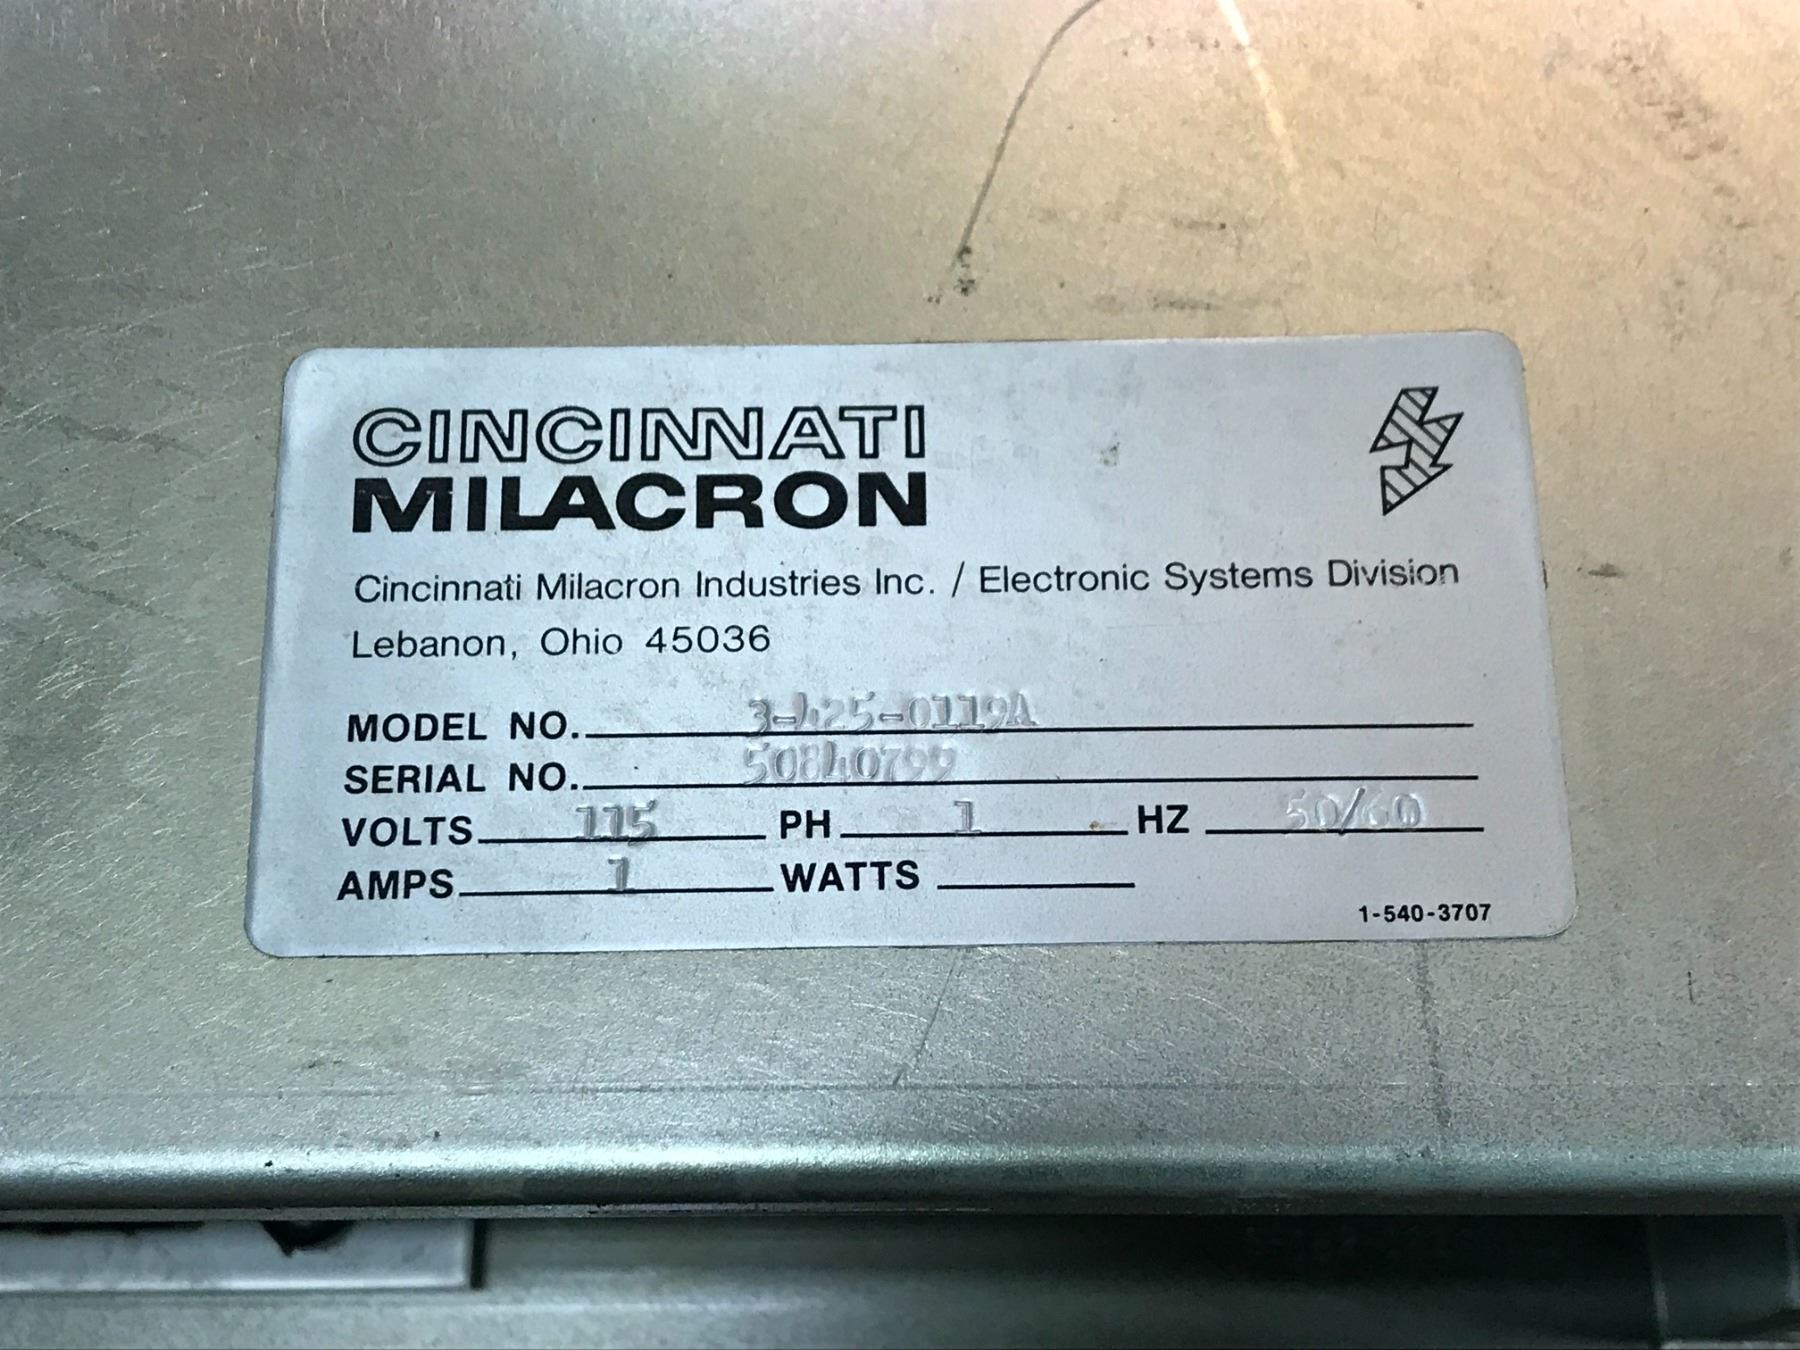 CINCINNATI
MILACRON
Cincinnati Milacron Industries Inc. / Electronic Systems Division
Lebanon, Ohio 45036
MODEL NO. 3-425-0119A
SERIAL NO. 50840799
VOLTS 115 PH 1 HZ 50/60
AMPS 1 WATTS
1-540-3707